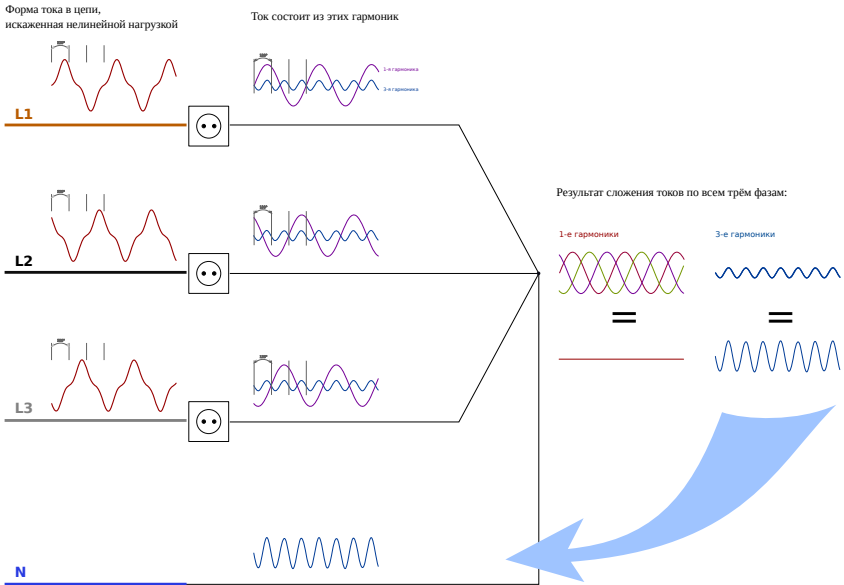 Форма тока в цепи,
искаженная нелинейной нагрузкой
Ток состоит из этих гармоник
1-я гармоника
3-я гармоника
L1
L2
Результат сложения токов по всем трём фазам:
1-е гармоники
3-е гармоники
L3
N